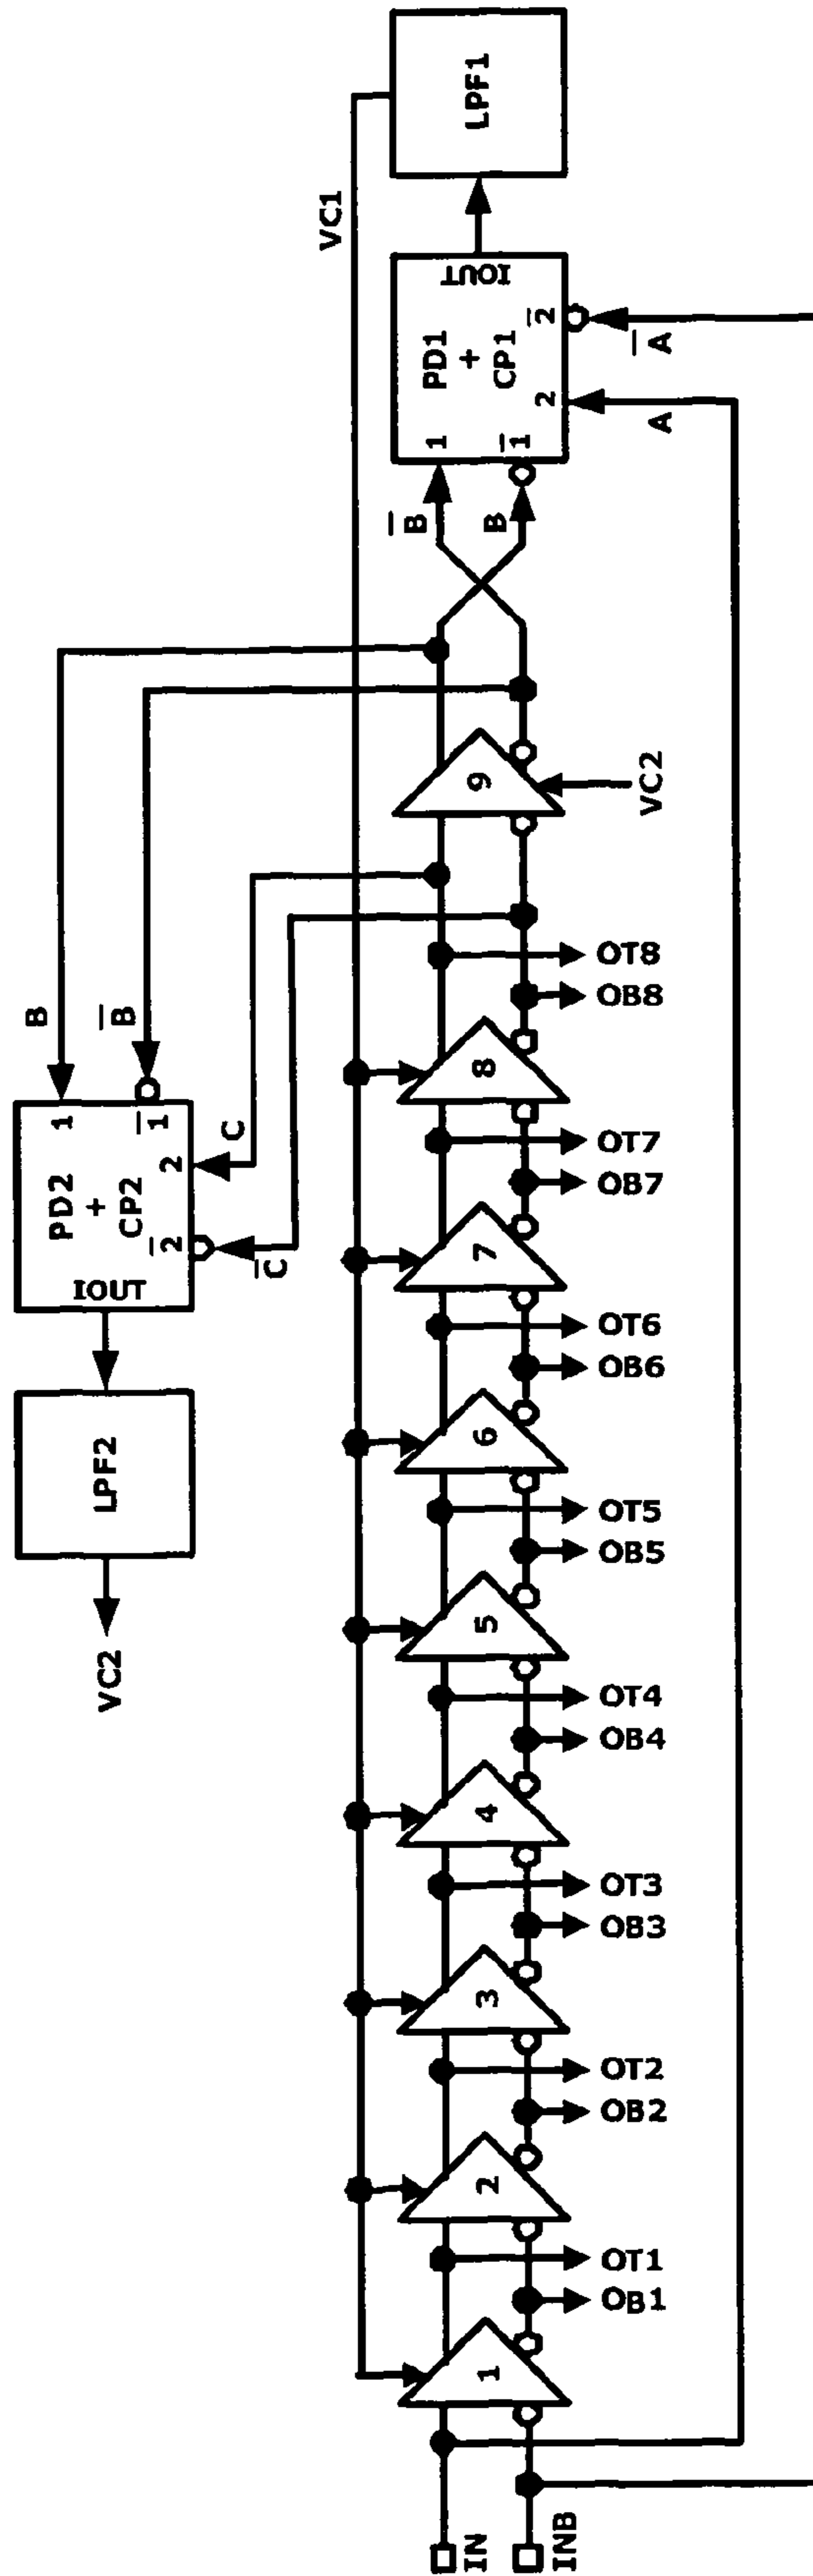 VC2
LPF2
IOUT
PD2
+
CP2
1
1̅
2
2̅
B
B̅
C
C̅
VC1
IN
INB
1
2
3
4
5
6
7
8
9
VC2
OT1
OB1
OT2
OB2
OT3
OB3
OT4
OB4
OT5
OB5
OT6
OB6
OT7
OB7
OT8
OB8
B̅
B
1
1̅
PD1
+
CP1
2
2̅
IOUT
A
A̅
LPF1